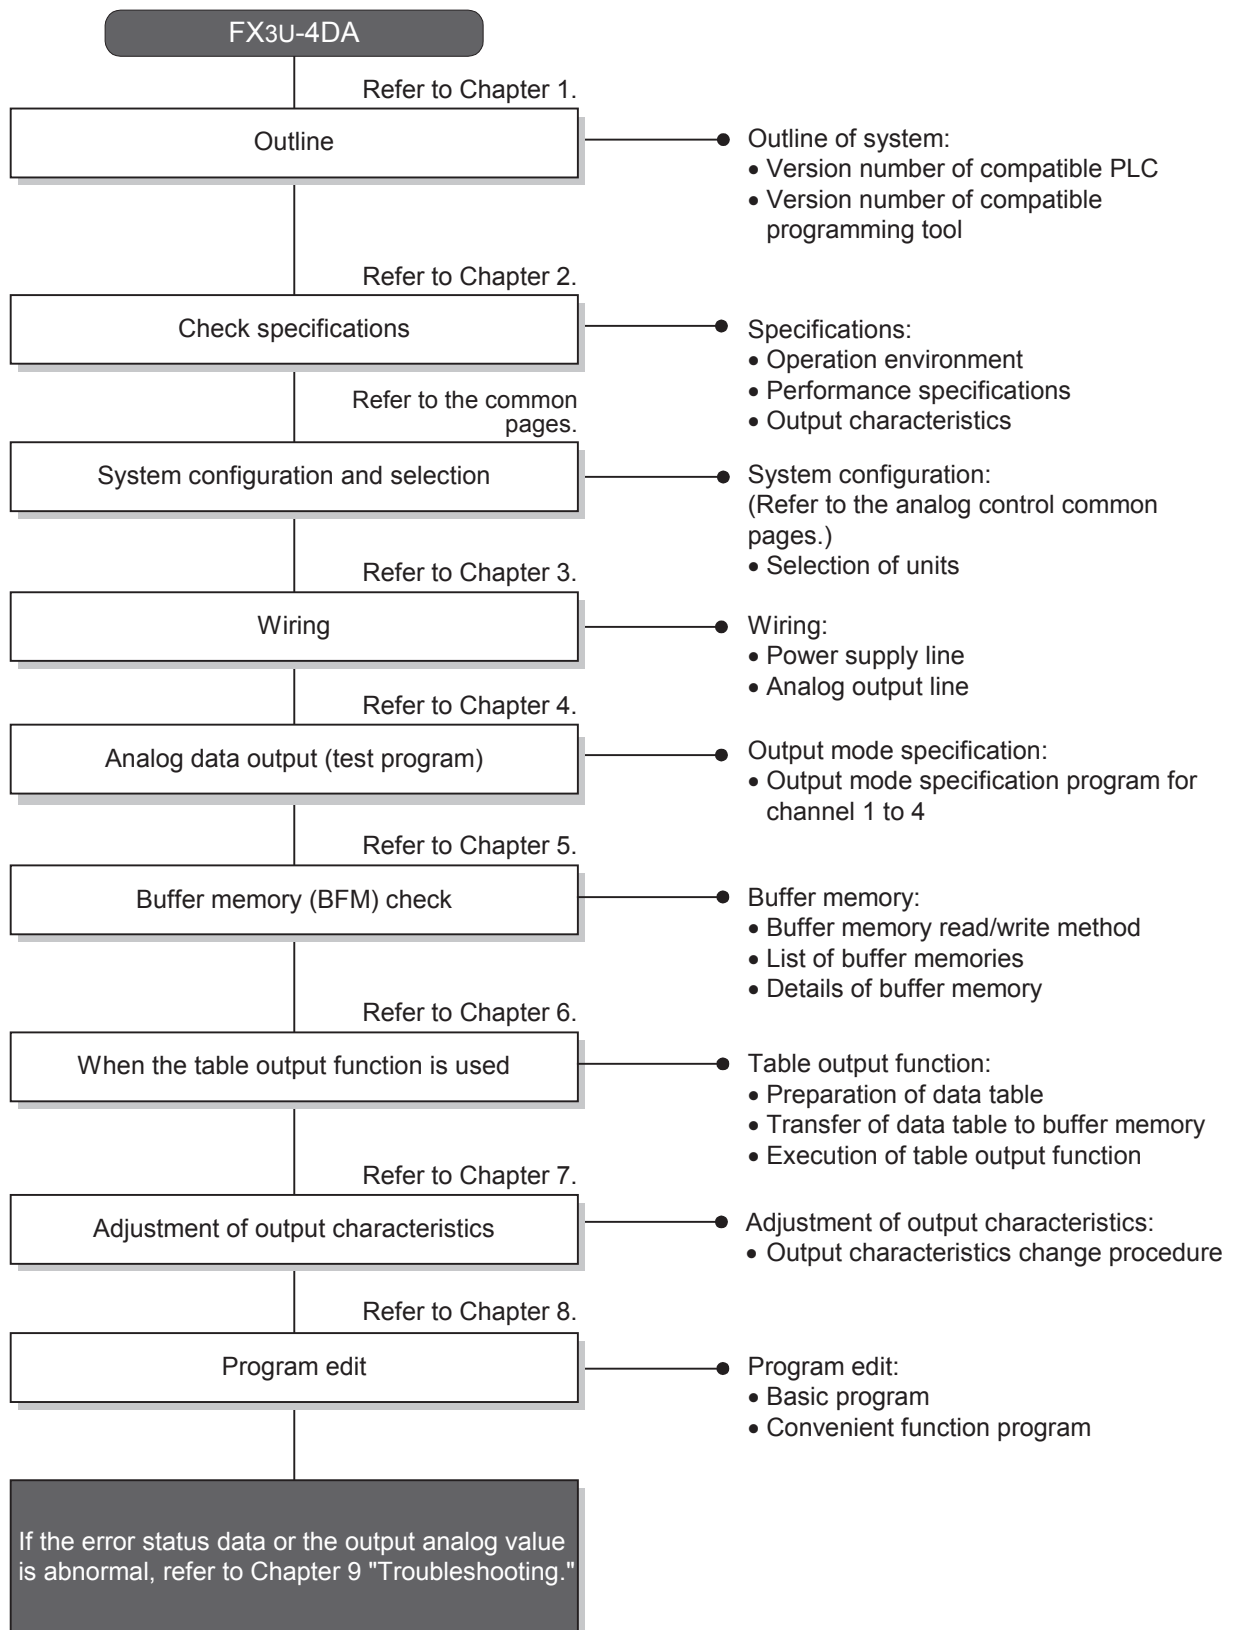 FX3U-4DA
Refer to Chapter 1.
Outline
Outline of system:
• Version number of compatible PLC
• Version number of compatible
programming tool
Refer to Chapter 2.
Check specifications
Specifications:
• Operation environment
• Performance specifications
• Output characteristics
Refer to the common
pages.
System configuration and selection
System configuration:
(Refer to the analog control common
pages.)
• Selection of units
Refer to Chapter 3.
Wiring
Wiring:
• Power supply line
• Analog output line
Refer to Chapter 4.
Analog data output (test program)
Output mode specification:
• Output mode specification program for
channel 1 to 4
Refer to Chapter 5.
Buffer memory (BFM) check
Buffer memory:
• Buffer memory read/write method
• List of buffer memories
• Details of buffer memory
Refer to Chapter 6.
When the table output function is used
Table output function:
• Preparation of data table
• Transfer of data table to buffer memory
• Execution of table output function
Refer to Chapter 7.
Adjustment of output characteristics
Adjustment of output characteristics:
• Output characteristics change procedure
Refer to Chapter 8.
Program edit
Program edit:
• Basic program
• Convenient function program
If the error status data or the output analog value
is abnormal, refer to Chapter 9 "Troubleshooting."